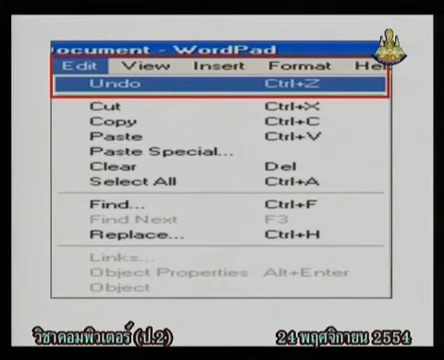 ocument - WordPad
Edit View Insert Format Hel
Undo Ctrl+Z
Cut Ctrl+X
Copy Ctrl+C
Paste Ctrl+V
Paste Special...
Clear Del
Select All Ctrl+A
Find... Ctrl+F
Find Next F3
Replace... Ctrl+H
Links...
Object Properties Alt+Enter
Object
วิชาคอมพิวเตอร์ (ป.2) 24 พฤศจิกายน 2554